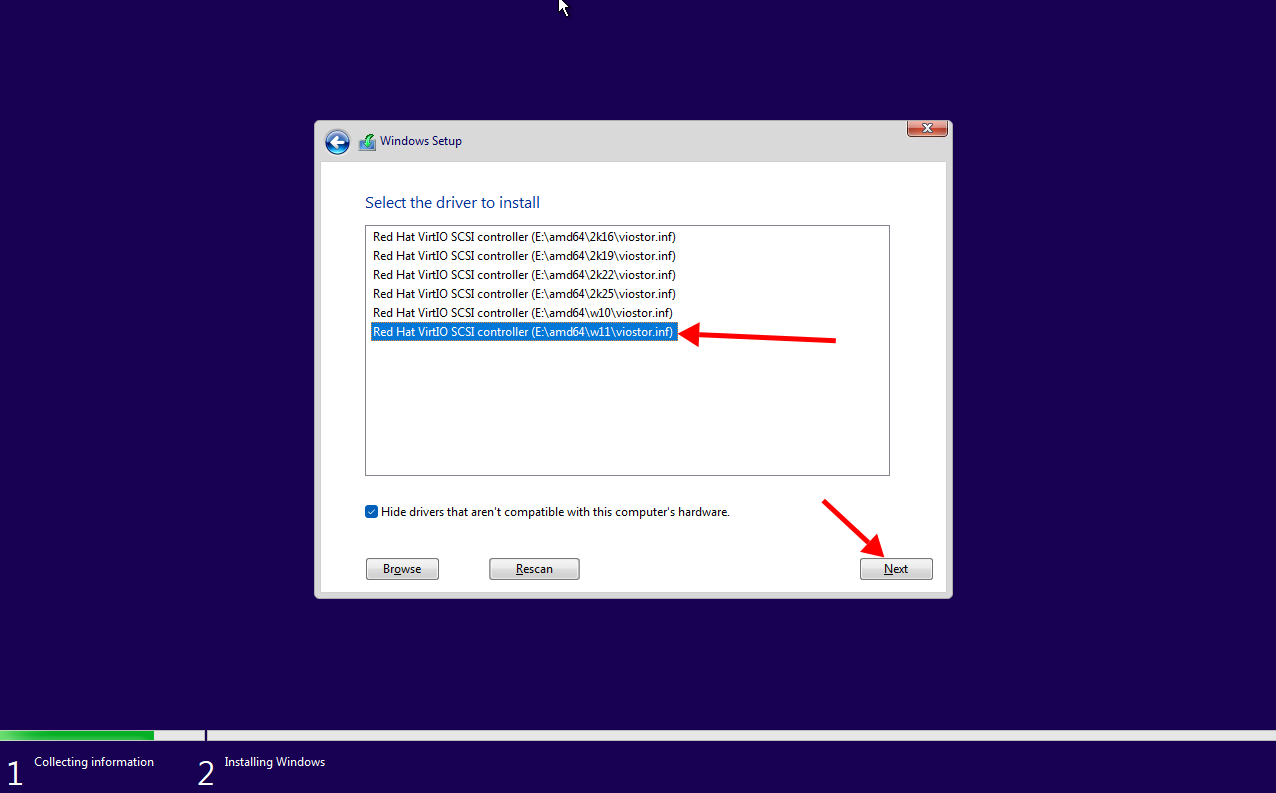 Windows Setup
Select the driver to install
Red Hat VirtIO SCSI controller (E:\amd64\2k16\viostor.inf)
Red Hat VirtIO SCSI controller (E:\amd64\2k19\viostor.inf)
Red Hat VirtIO SCSI controller (E:\amd64\2k22\viostor.inf)
Red Hat VirtIO SCSI controller (E:\amd64\2k25\viostor.inf)
Red Hat VirtIO SCSI controller (E:\amd64\w10\viostor.inf)
Red Hat VirtIO SCSI controller (E:\amd64\w11\viostor.inf)
Hide drivers that aren't compatible with this computer's hardware.
Browse Rescan Next
1 Collecting information 2 Installing Windows